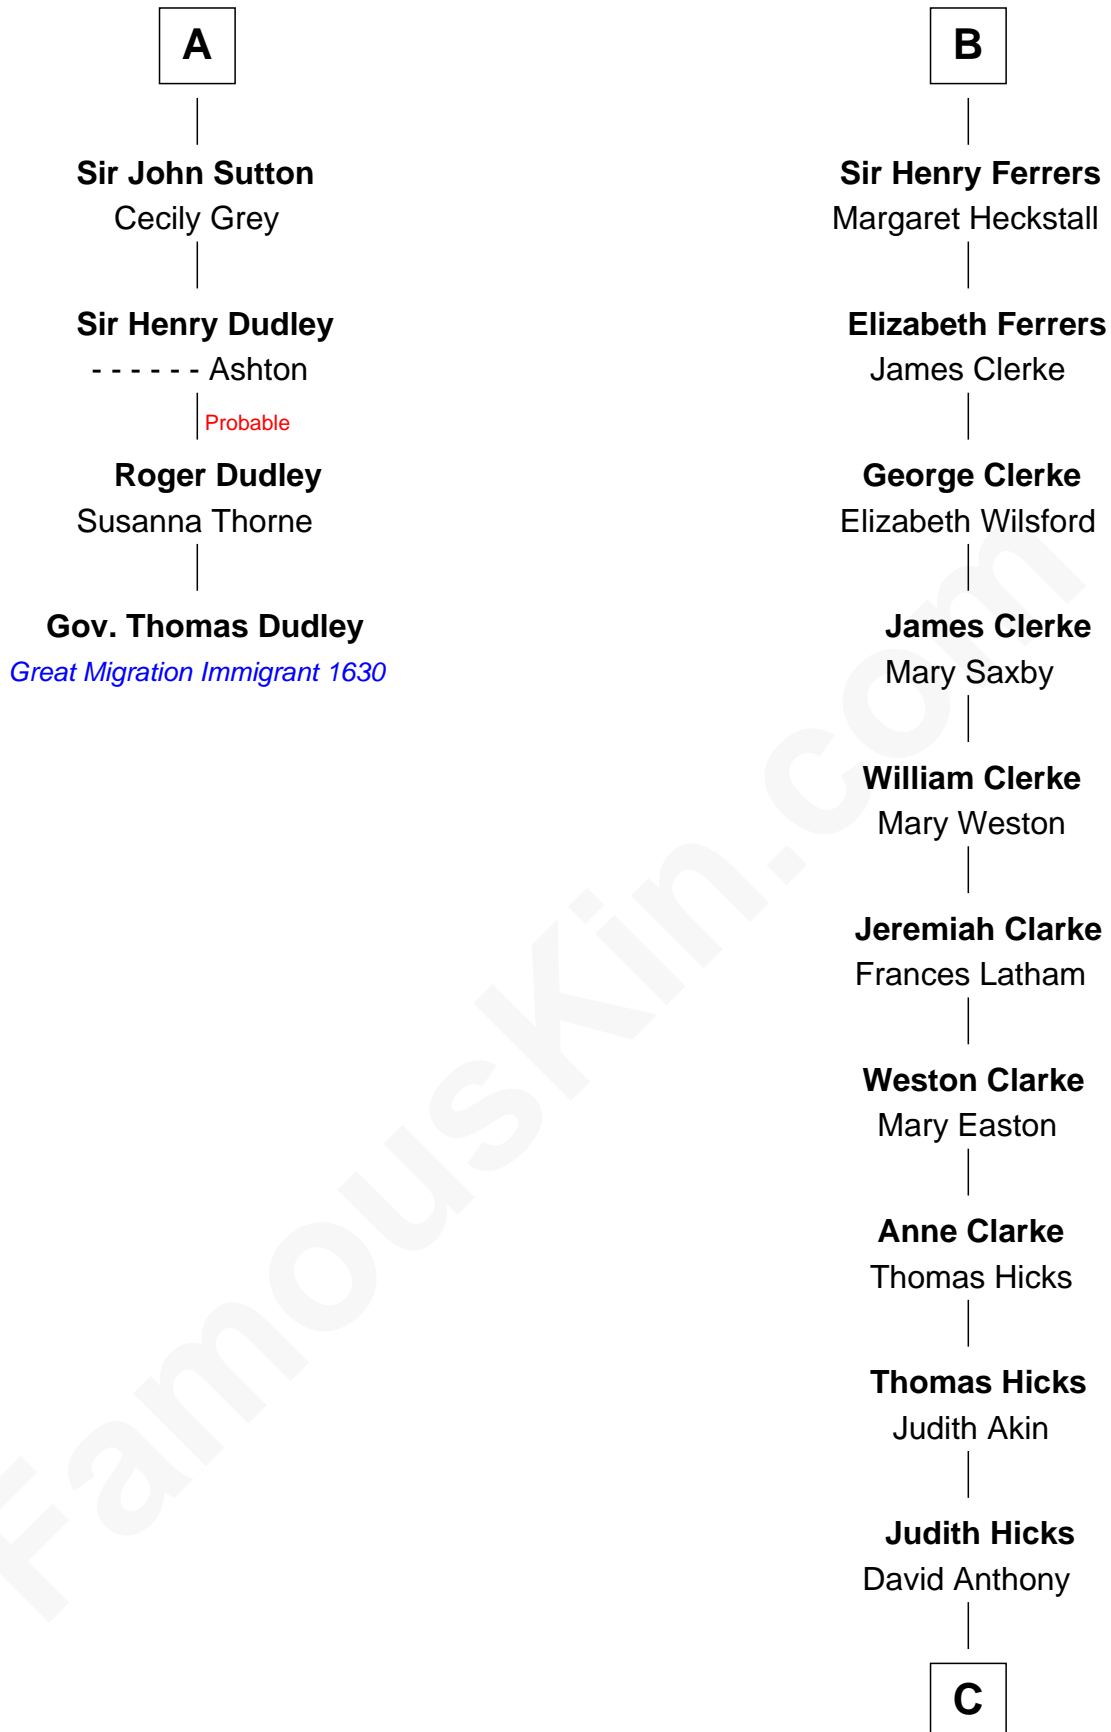 A
Sir John Sutton
Cecily Grey
Sir Henry Dudley
- - - - - - Ashton
Probable
Roger Dudley
Susanna Thorne
Gov. Thomas Dudley
Great Migration Immigrant 1630
B
Sir Henry Ferrers
Margaret Heckstall
Elizabeth Ferrers
James Clerke
George Clerke
Elizabeth Wilsford
James Clerke
Mary Saxby
William Clerke
Mary Weston
Jeremiah Clarke
Frances Latham
Weston Clarke
Mary Easton
Anne Clarke
Thomas Hicks
Thomas Hicks
Judith Akin
Judith Hicks
David Anthony
C
FamousKin.com